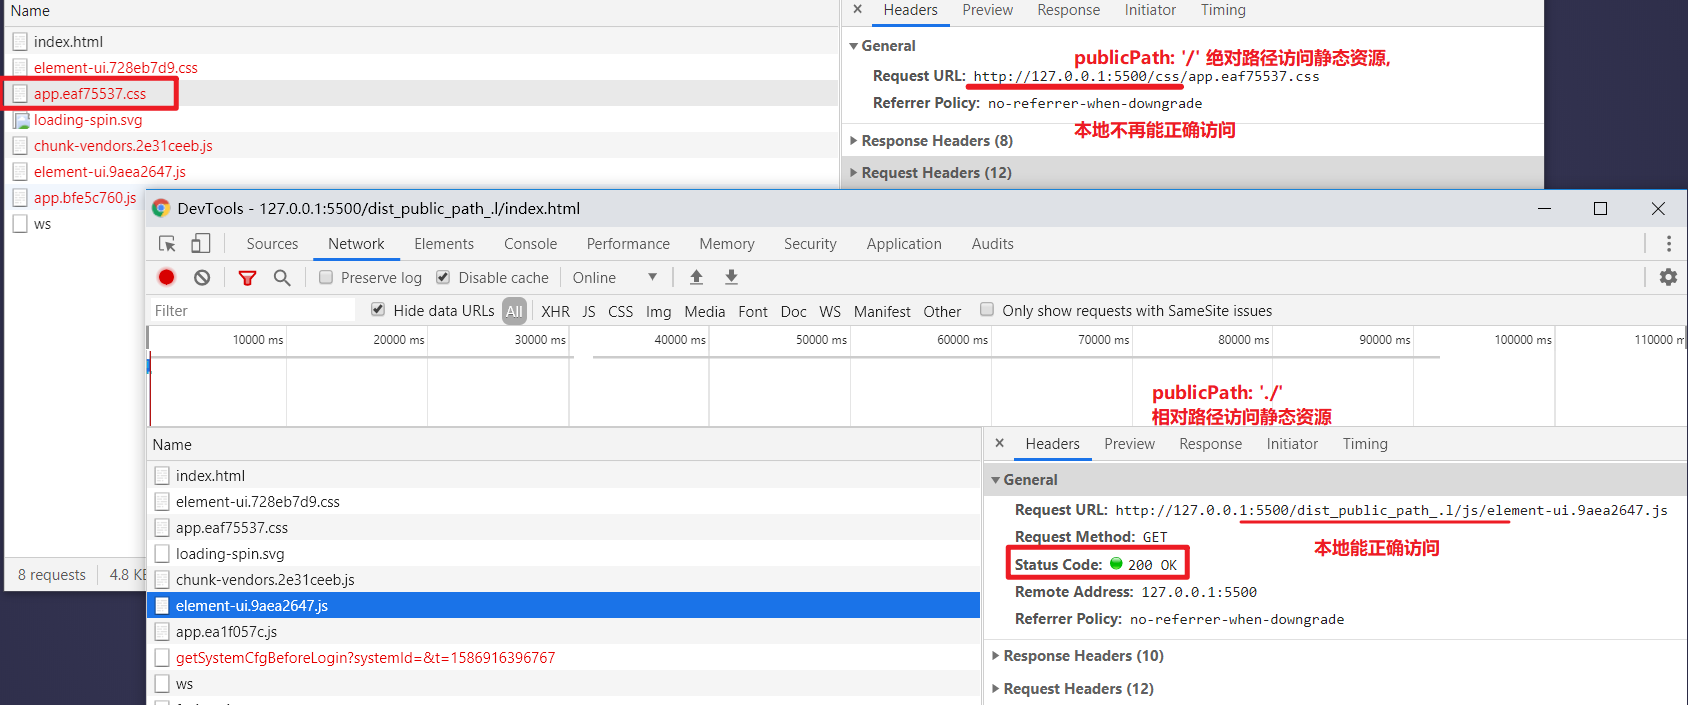 Name
index.html
element-ui.728eb7d9.css
app.eaf75537.css
loading-spin.svg
chunk-vendors.2e31ceeb.js
element-ui.9aea2647.js
app.bfe5c760.js
ws
8 requests
4.8 KB
Headers Preview Response Initiator Timing
General
publicPath: '/' 绝对路径访问静态资源,
Request URL: http://127.0.0.1:5500/css/app.eaf75537.css
Referrer Policy: no-referrer-when-downgrade
本地不再能正确访问
Response Headers (8)
Request Headers (12)
DevTools - 127.0.0.1:5500/dist_public_path_.l/index.html
Sources Network Elements Console Performance Memory Security Application Audits
Preserve log Disable cache Online
Filter Hide data URLs All XHR JS CSS Img Media Font Doc WS Manifest Other Only show requests with SameSite issues
10000 ms 20000 ms 30000 ms 40000 ms 50000 ms 60000 ms 70000 ms 80000 ms 90000 ms 100000 ms 110000 m
publicPath: './'
相对路径访问静态资源
Name
index.html
element-ui.728eb7d9.css
app.eaf75537.css
loading-spin.svg
chunk-vendors.2e31ceeb.js
element-ui.9aea2647.js
app.ea1f057c.js
getSystemCfgBeforeLogin?systemId=&t=1586916396767
ws
Headers Preview Response Initiator Timing
General
Request URL: http://127.0.0.1:5500/dist_public_path_.l/js/element-ui.9aea2647.js
Request Method: GET
本地能正确访问
Status Code: 200 OK
Remote Address: 127.0.0.1:5500
Referrer Policy: no-referrer-when-downgrade
Response Headers (10)
Request Headers (12)